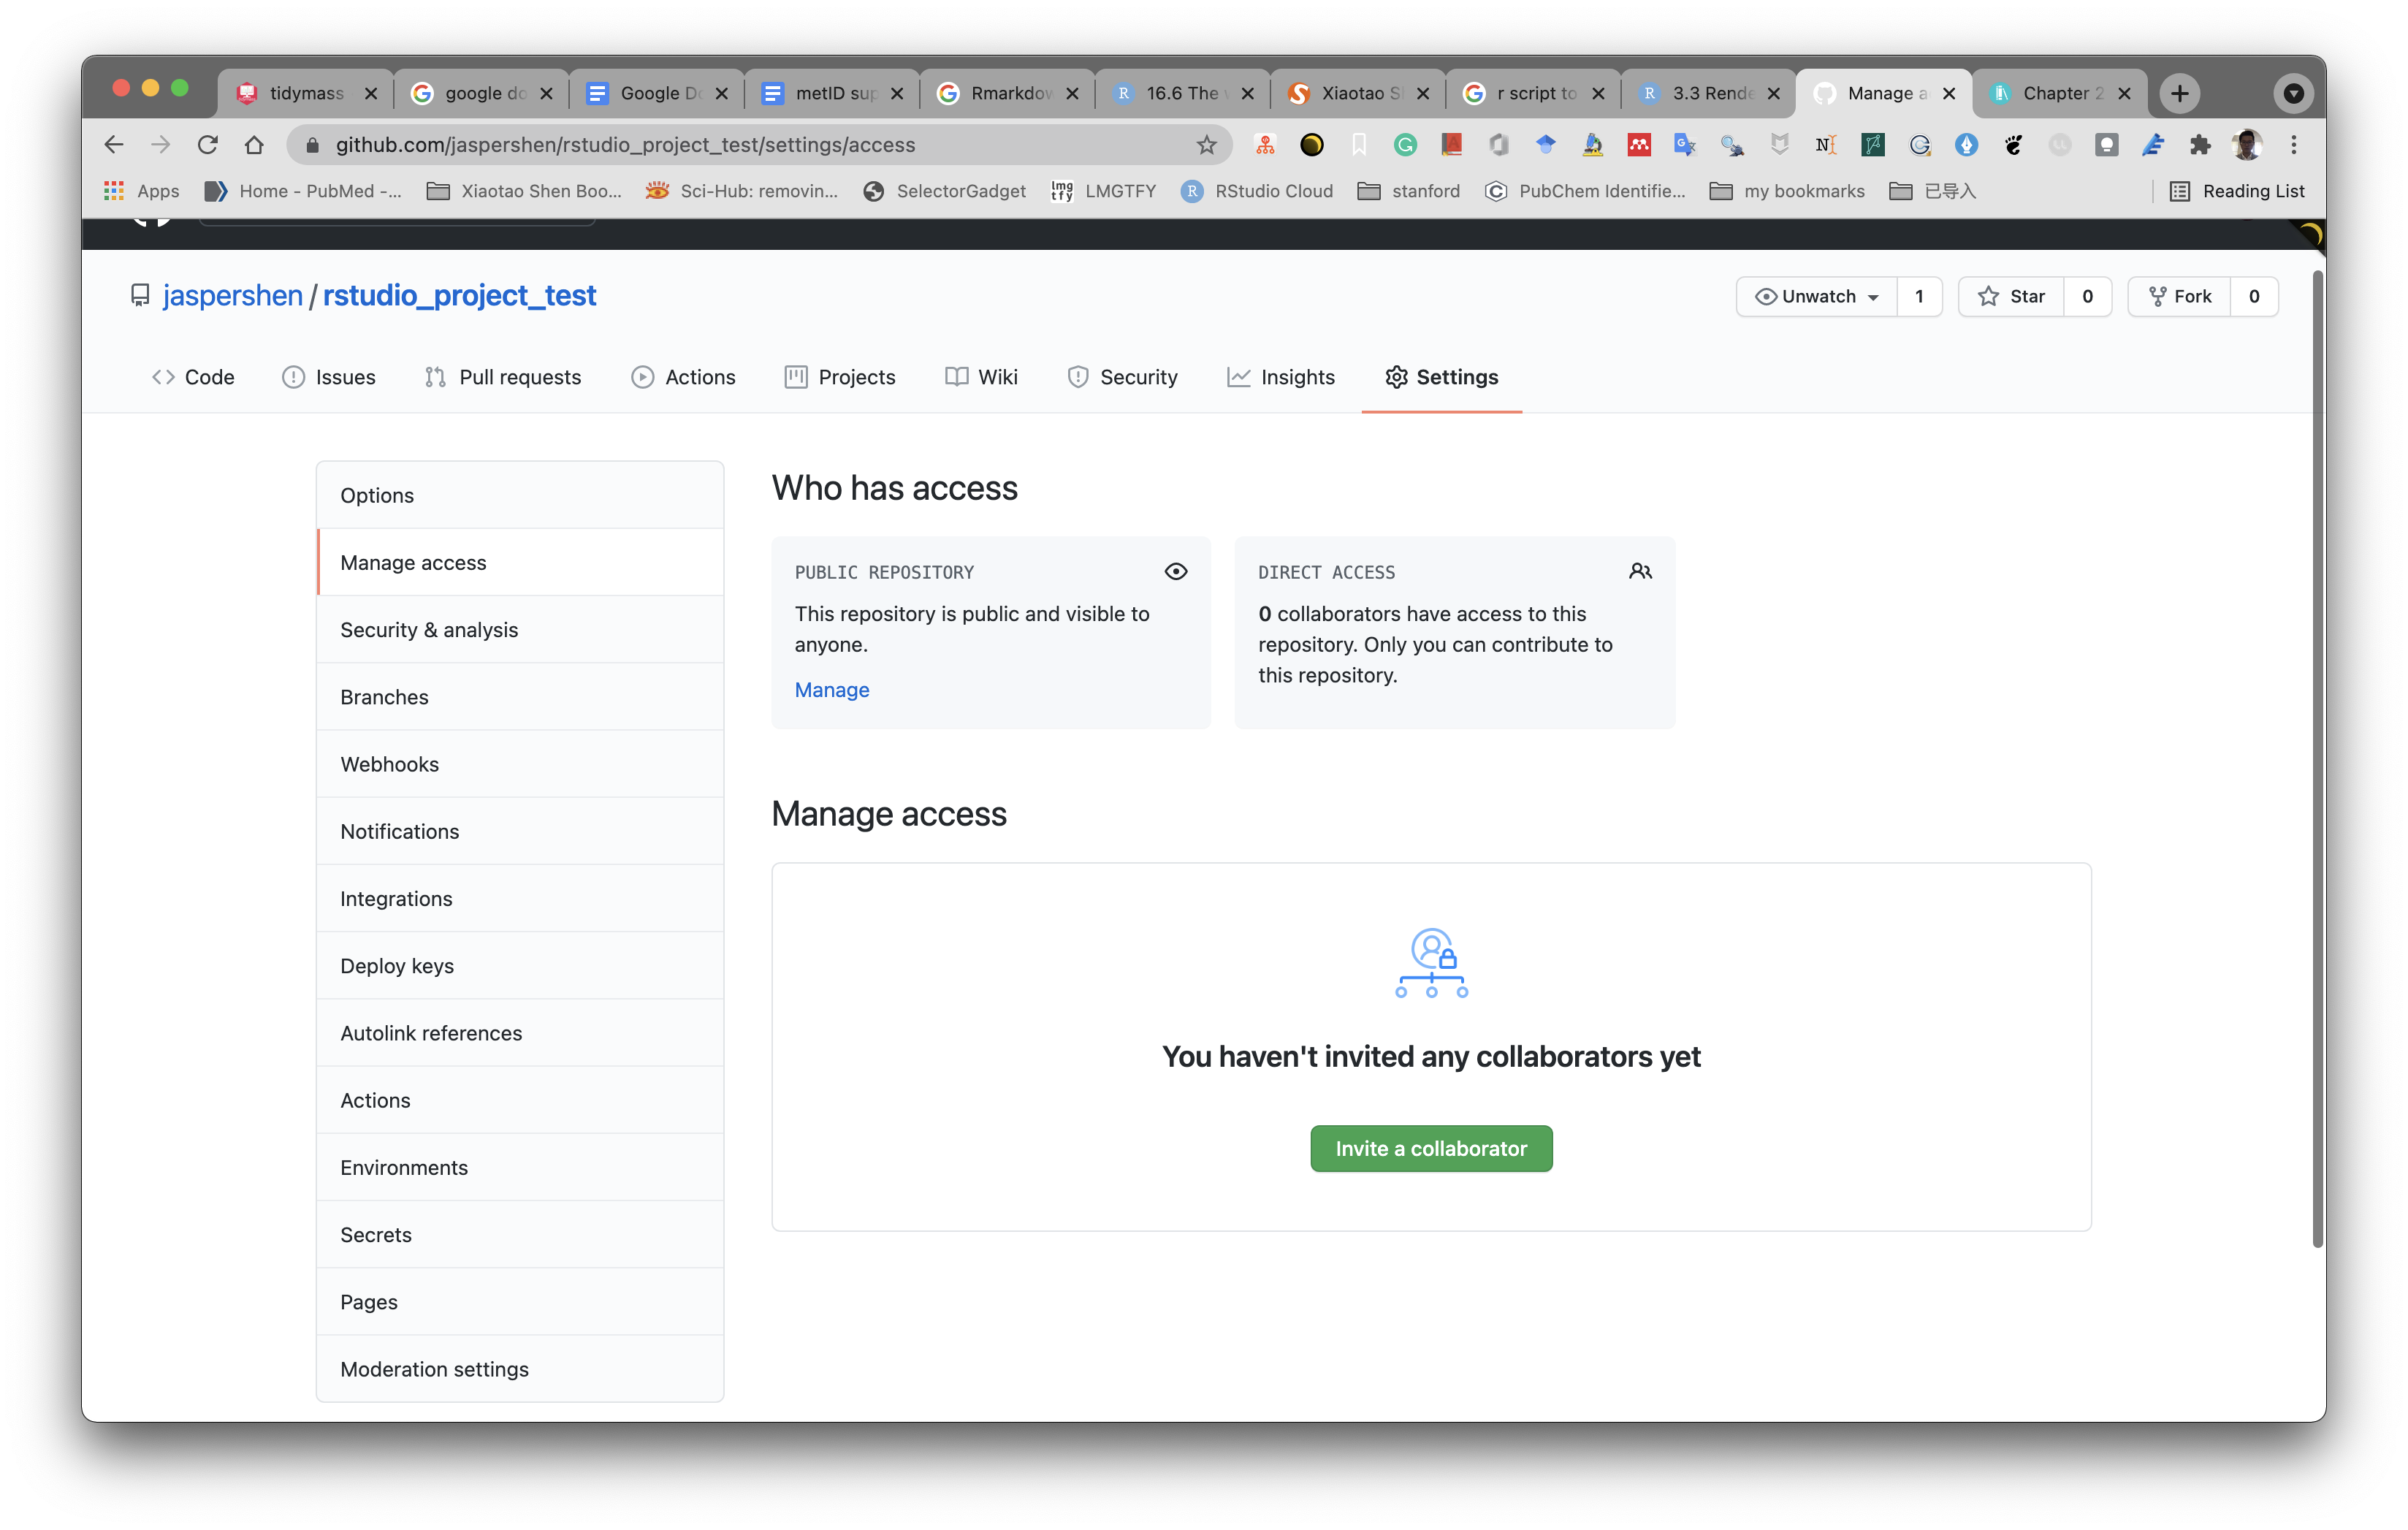 tidymass
google do
Google Do
metID sup
Rmarkdow
16.6 The
Xiaotao S
r script to
3.3 Rende
Manage a
Chapter 2
github.com/jaspershen/rstudio_project_test/settings/access
Apps
Home - PubMed -...
Xiaotao Shen Boo...
Sci-Hub: removin...
SelectorGadget
lmg
tfy
LMGTFY
RStudio Cloud
stanford
PubChem Identifie...
my bookmarks
已导入
Reading List
jaspershen / rstudio_project_test
Unwatch 1
Star 0
Fork 0
Code
Issues
Pull requests
Actions
Projects
Wiki
Security
Insights
Settings
Options
Manage access
Security & analysis
Branches
Webhooks
Notifications
Integrations
Deploy keys
Autolink references
Actions
Environments
Secrets
Pages
Moderation settings
Who has access
PUBLIC REPOSITORY
This repository is public and visible to
anyone.
Manage
DIRECT ACCESS
0 collaborators have access to this
repository. Only you can contribute to
this repository.
Manage access
You haven't invited any collaborators yet
Invite a collaborator